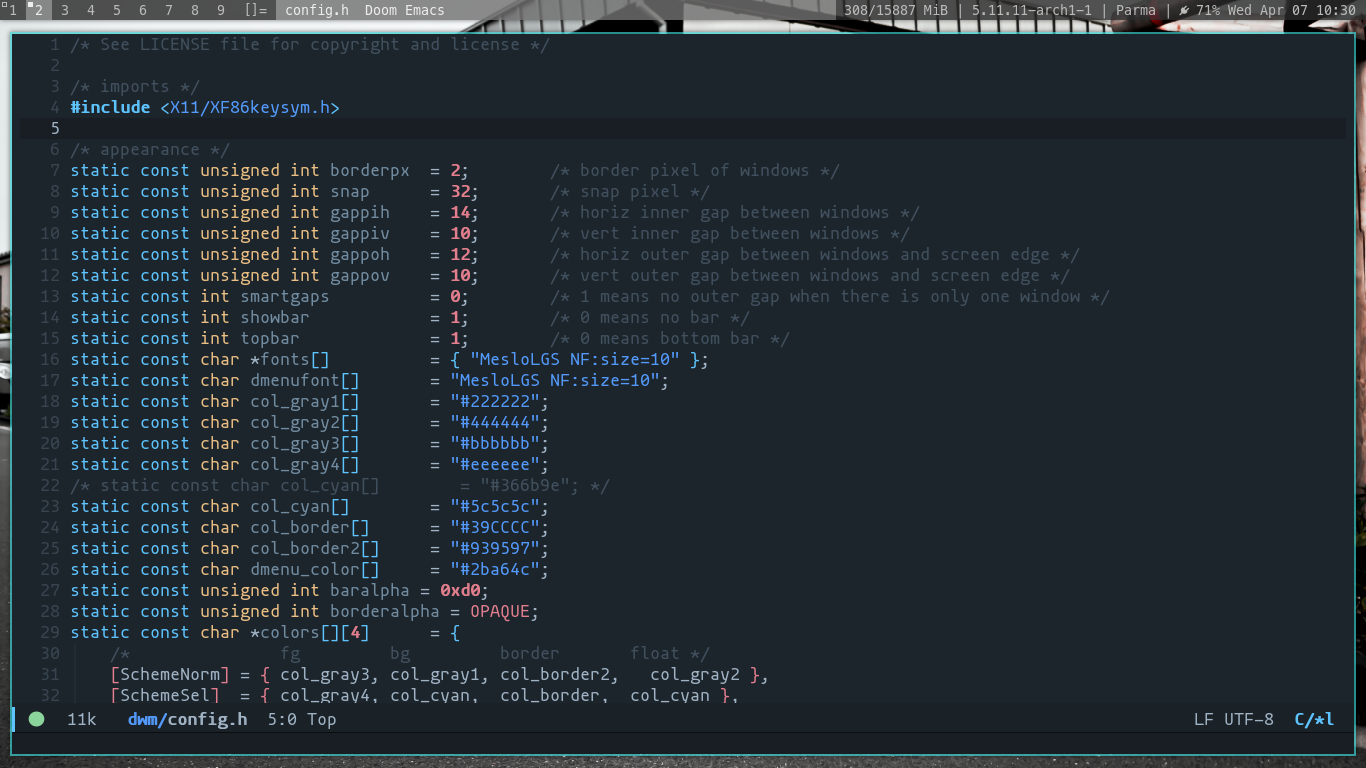 1 2 3 4 5 6 7 8 9 []= config.h  Doom Emacs 308/15887 MiB | 5.11.11-arch1-1 | Parma | 71% Wed Apr 07 10:30
1 /* See LICENSE file for copyright and license */
2
3 /* imports */
4 #include <X11/XF86keysym.h>
5
6 /* appearance */
7 static const unsigned int borderpx  = 2;        /* border pixel of windows */
8 static const unsigned int snap      = 32;       /* snap pixel */
9 static const unsigned int gappih    = 14;       /* horiz inner gap between windows */
10 static const unsigned int gappiv    = 10;       /* vert inner gap between windows */
11 static const unsigned int gappoh    = 12;       /* horiz outer gap between windows and screen edge */
12 static const unsigned int gappov    = 10;       /* vert outer gap between windows and screen edge */
13 static const int smartgaps          = 0;        /* 1 means no outer gap when there is only one window */
14 static const int showbar            = 1;        /* 0 means no bar */
15 static const int topbar             = 1;        /* 0 means bottom bar */
16 static const char *fonts[]          = { "MesloLGS NF:size=10" };
17 static const char dmenufont[]       = "MesloLGS NF:size=10";
18 static const char col_gray1[]       = "#222222";
19 static const char col_gray2[]       = "#444444";
20 static const char col_gray3[]       = "#bbbbbb";
21 static const char col_gray4[]       = "#eeeeee";
22 /* static const char col_cyan[]        = "#366b9e"; */
23 static const char col_cyan[]        = "#5c5c5c";
24 static const char col_border[]      = "#39CCCC";
25 static const char col_border2[]     = "#939597";
26 static const char dmenu_color[]     = "#2ba64c";
27 static const unsigned int baralpha = 0xd0;
28 static const unsigned int borderalpha = OPAQUE;
29 static const char *colors[][4]      = {
30     /*               fg         bg         border       float */
31     [SchemeNorm] = { col_gray3, col_gray1, col_border2,   col_gray2 },
32     [SchemeSel]  = { col_gray4, col_cyan,  col_border,  col_cyan },
11k   dwm/config.h  5:0 Top LF UTF-8  C/*l